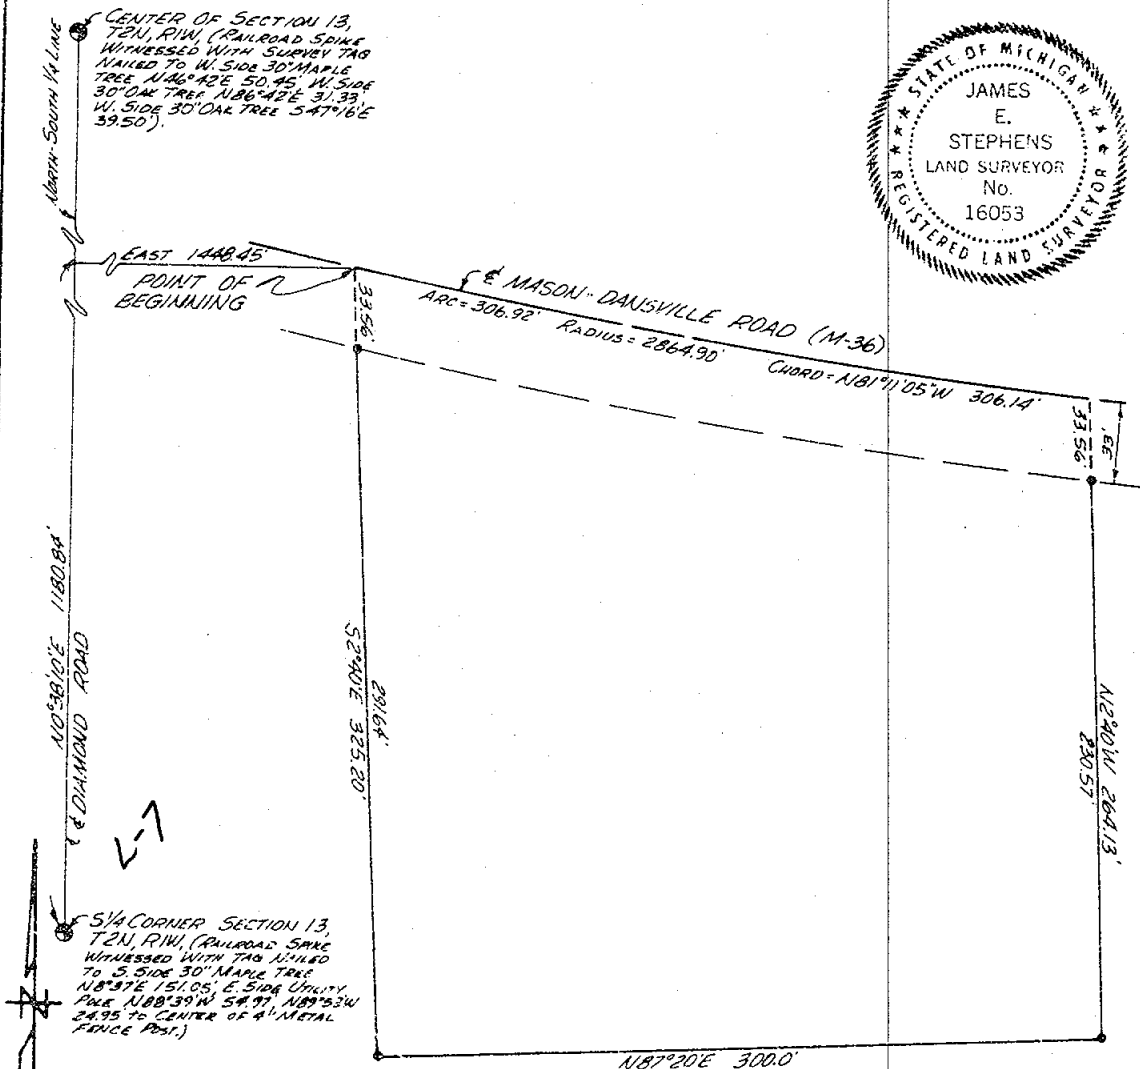 CENTER OF SECTION 13,
T2N, R1W, (RAILROAD SPIKE
WITNESSED WITH SURVEY TAG
NAILED TO W. SIDE 30" MAPLE
TREE N46°42'E 50.45', W. SIDE
30" OAK TREE N86°42'E 31.33',
W. SIDE 30" OAK TREE S47°16'E
39.50').
NORTH-SOUTH 1/4 LINE
STATE OF MICHIGAN
JAMES
E.
STEPHENS
LAND SURVEYOR
No.
16053
REGISTERED LAND SURVEYOR
EAST 1448.45'
POINT OF
BEGINNING
℄ MASON-DANSVILLE ROAD (M-36)
ARC = 306.92' RADIUS = 2864.90'
CHORD = N81°11'05"W 306.14'
33.56'
33.56'
33'
N0°38'10"E 1180.84'
℄ DIAMOND ROAD
291.64'
S2°40'E 325.20'
N2°40'W 264.13'
230.57'
L-7
S 1/4 CORNER SECTION 13,
T2N, R1W, (RAILROAD SPIKE
WITNESSED WITH TAG NAILED
TO S. SIDE 30" MAPLE TREE
N8°37'E 151.05', E. SIDE UTILITY
POLE N88°39'W 54.97', N89°53'W
24.95' TO CENTER OF 4" METAL
FENCE POST.)
N
N87°20'E 300.0'